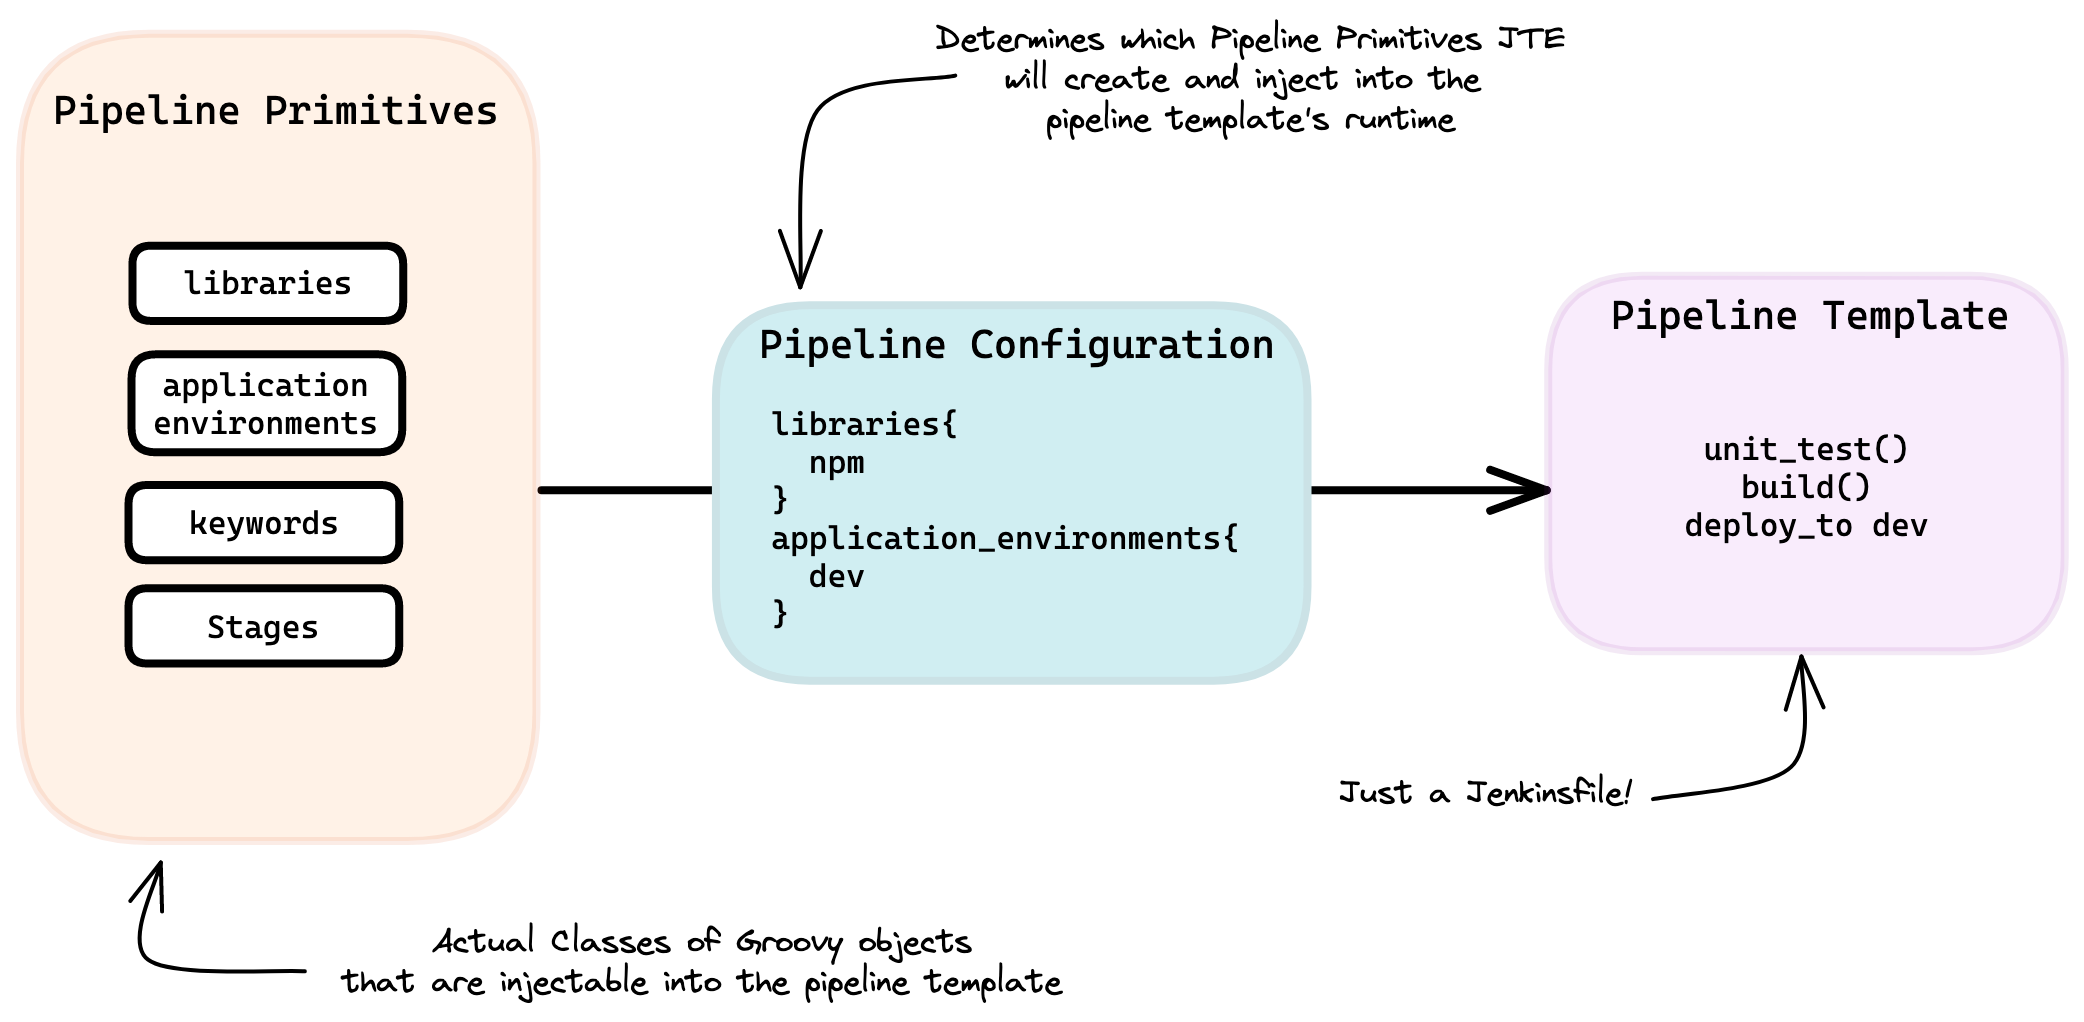 Pipeline Primitives
libraries
application
environments
keywords
Stages
Actual Classes of Groovy objects
that are injectable into the pipeline template
Determines which Pipeline Primitives JTE
will create and inject into the
pipeline template's runtime
Pipeline Configuration
libraries{
  npm
}
application_environments{
  dev
}
Pipeline Template
unit_test()
build()
deploy_to dev
Just a Jenkinsfile!